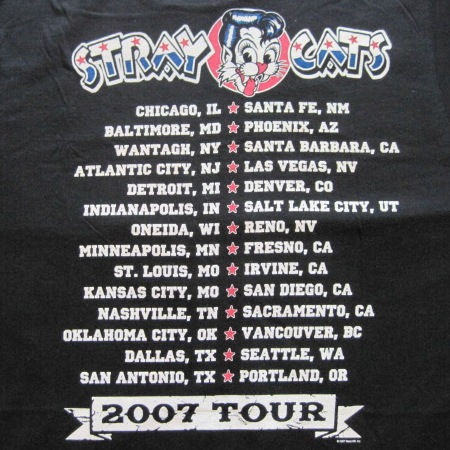 STRAY CATS
CHICAGO, IL ★ SANTA FE, NM
BALTIMORE, MD ★ PHOENIX, AZ
WANTAGH, NY ★ SANTA BARBARA, CA
ATLANTIC CITY, NJ ★ LAS VEGAS, NV
DETROIT, MI ★ DENVER, CO
INDIANAPOLIS, IN ★ SALT LAKE CITY, UT
ONEIDA, WI ★ RENO, NV
MINNEAPOLIS, MN ★ FRESNO, CA
ST. LOUIS, MO ★ IRVINE, CA
KANSAS CITY, MO ★ SAN DIEGO, CA
NASHVILLE, TN ★ SACRAMENTO, CA
OKLAHOMA CITY, OK ★ VANCOUVER, BC
DALLAS, TX ★ SEATTLE, WA
SAN ANTONIO, TX ★ PORTLAND, OR
2007 TOUR